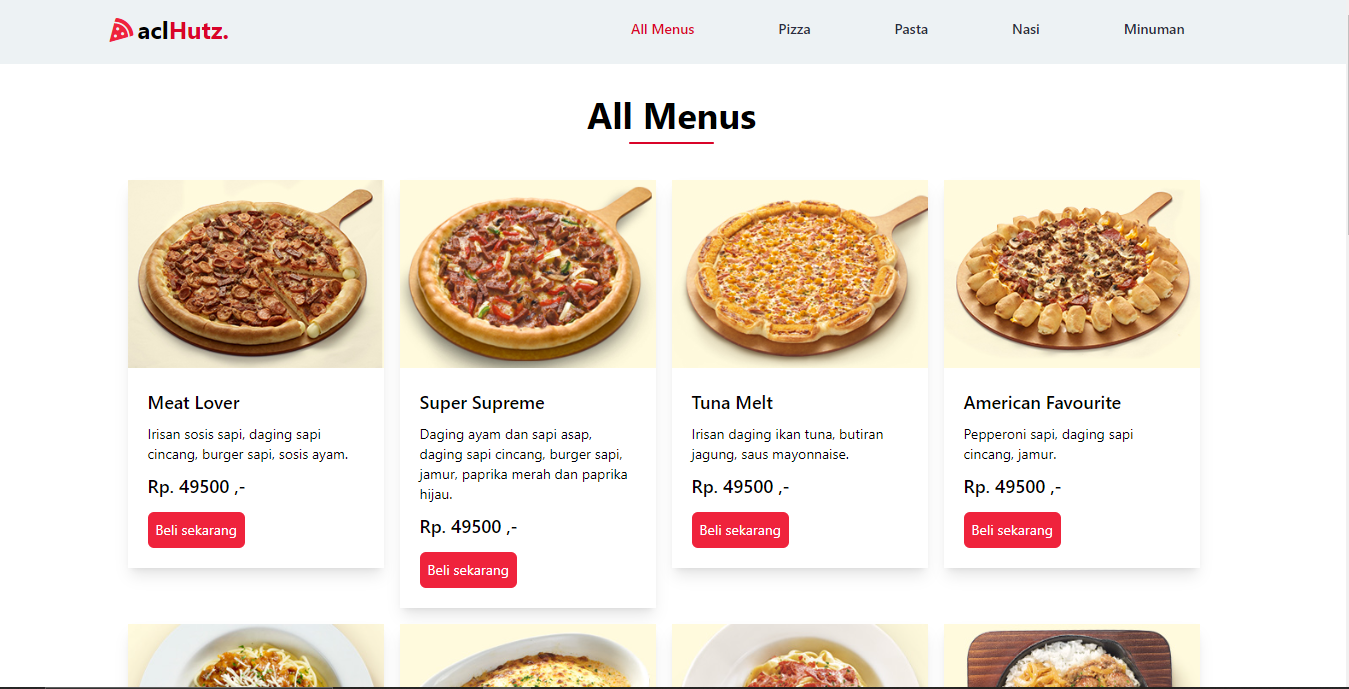 aclHutz.
All Menus
Pizza
Pasta
Nasi
Minuman
All Menus
Meat Lover
Irisan sosis sapi, daging sapi
cincang, burger sapi, sosis ayam.
Rp. 49500 ,-
Beli sekarang
Super Supreme
Daging ayam dan sapi asap,
daging sapi cincang, burger sapi,
jamur, paprika merah dan paprika
hijau.
Rp. 49500 ,-
Beli sekarang
Tuna Melt
Irisan daging ikan tuna, butiran
jagung, saus mayonnaise.
Rp. 49500 ,-
Beli sekarang
American Favourite
Pepperoni sapi, daging sapi
cincang, jamur.
Rp. 49500 ,-
Beli sekarang